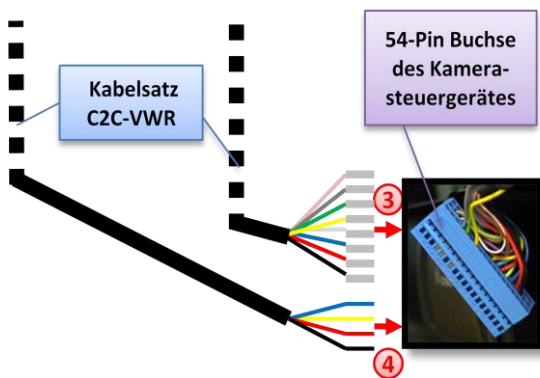 54-Pin Buchse
des Kamera-
steuergerätes
Kabelsatz
C2C-VWR
3
4